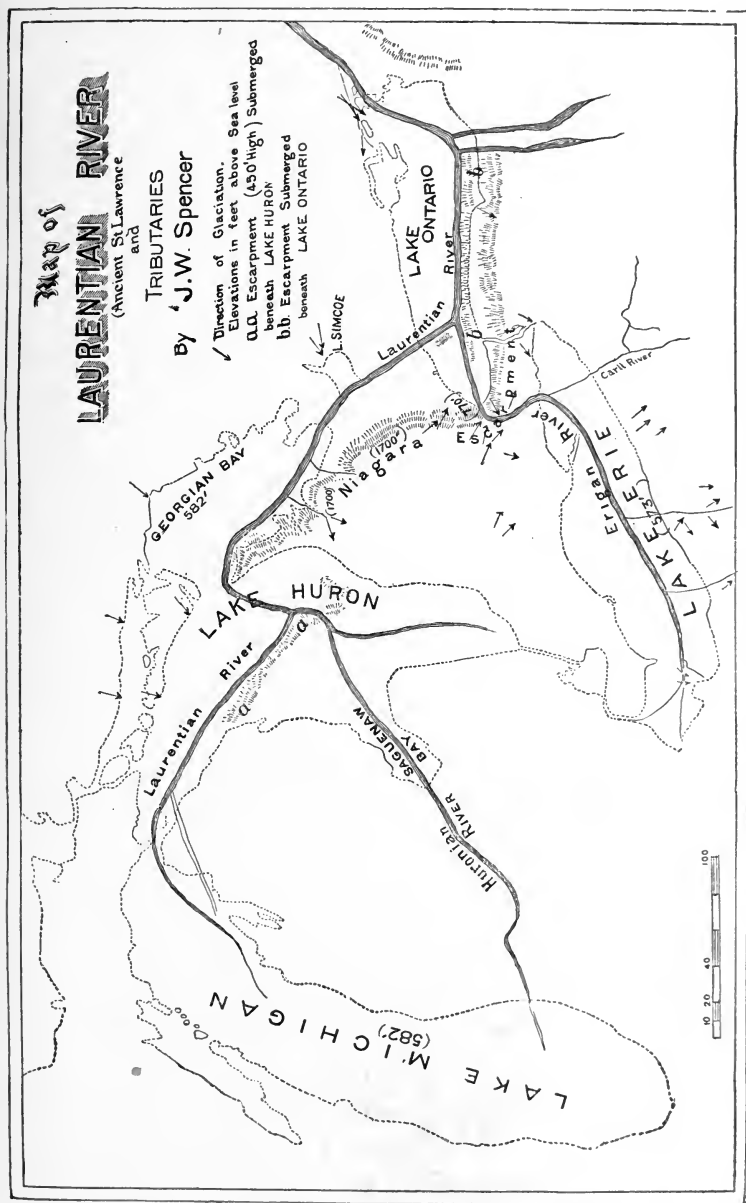 Map of
LAURENTIAN RIVER
(Ancient St Lawrence
and
TRIBUTARIES
By J.W. Spencer
Direction of Glaciation.
Elevations in feet above Sea level
a.a. Escarpment (450' High) Submerged
beneath LAKE HURON
b.b. Escarpment Submerged
beneath LAKE ONTARIO
GEORGIAN BAY
582'
L. SIMCOE
LAKE
ONTARIO
Laurentian River
b
b
Niagara Escarpment
(1700')
(1700')
770'
LAKE HURON
a
a
Laurentian River
SAGUENAW
BAY
Huronian
RIVER
Erigan River
LAKE ERIE
(573')
Caril River
LAKE MICHIGAN
(582')
10 20 40 100